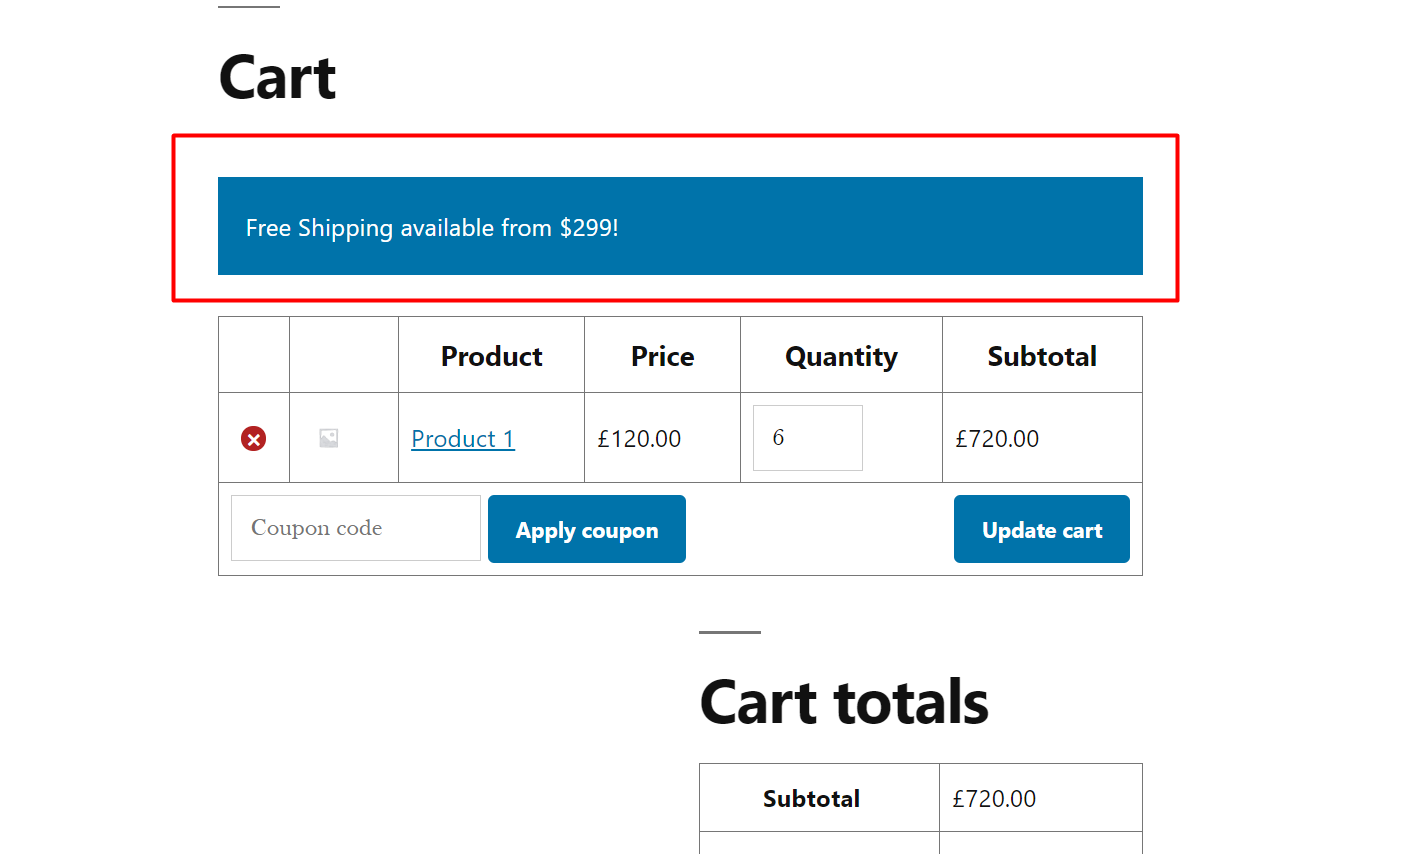 Cart
Free Shipping available from $299!
Product Price Quantity Subtotal
Product 1 £120.00 6 £720.00
Coupon code Apply coupon Update cart
Cart totals
Subtotal £720.00